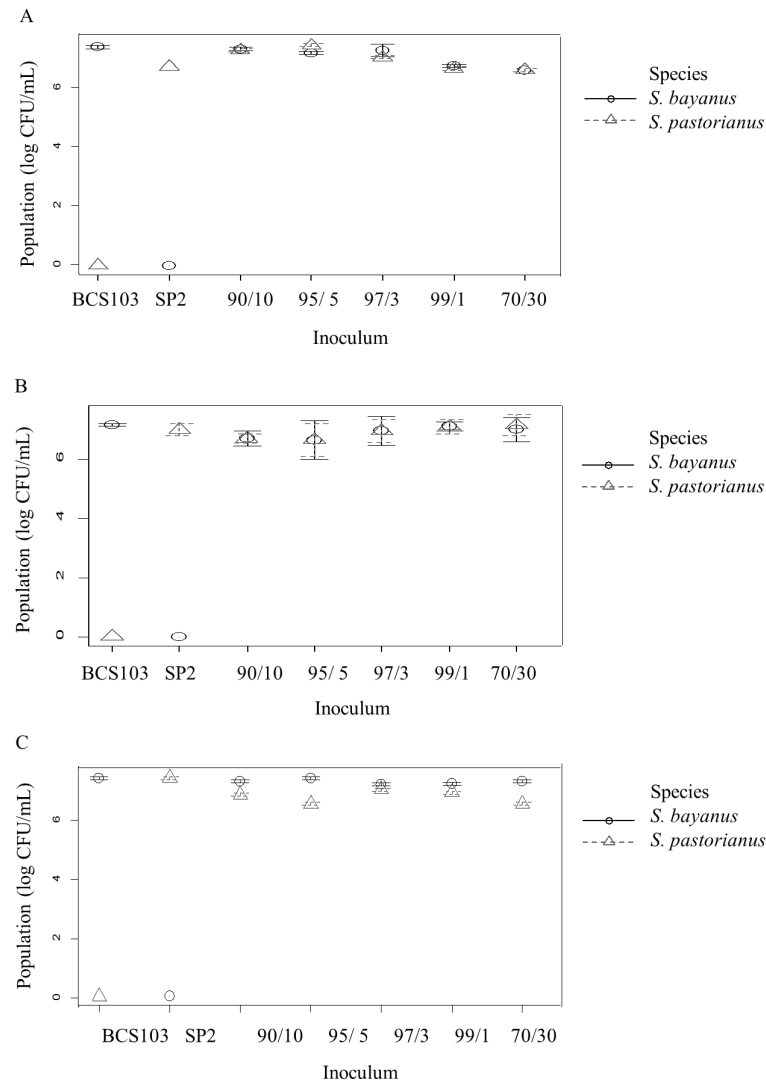 A
Population (log CFU/mL)
6
4
2
0
BCS103 SP2 90/10 95/ 5 97/3 99/1 70/30
Inoculum
Species
S. bayanus
S. pastorianus
B
Population (log CFU/mL)
6
4
2
0
BCS103 SP2 90/10 95/ 5 97/3 99/1 70/30
Inoculum
Species
S. bayanus
S. pastorianus
C
Population (log CFU/mL)
6
4
2
0
BCS103 SP2 90/10 95/ 5 97/3 99/1 70/30
Inoculum
Species
S. bayanus
S. pastorianus